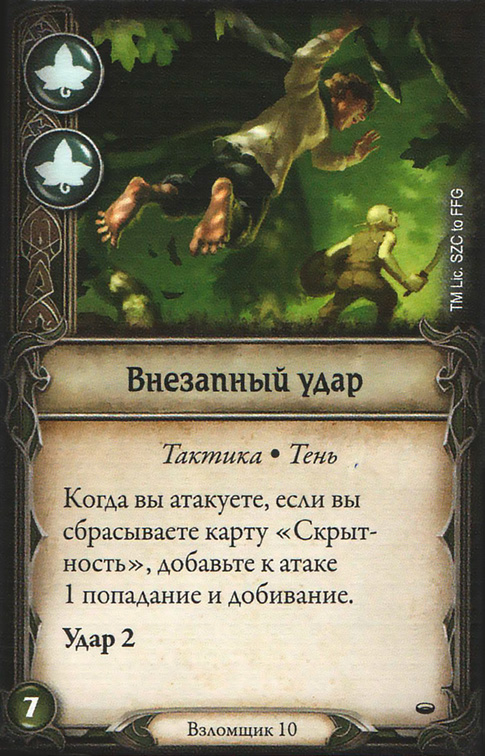 TM Lic. SZC to FFG
Внезапный удар
Тактика • Тень
Когда вы атакуете, если вы
сбрасываете карту «Скрыт-
ность», добавьте к атаке
1 попадание и добивание.
Удар 2
7
Взломщик 10